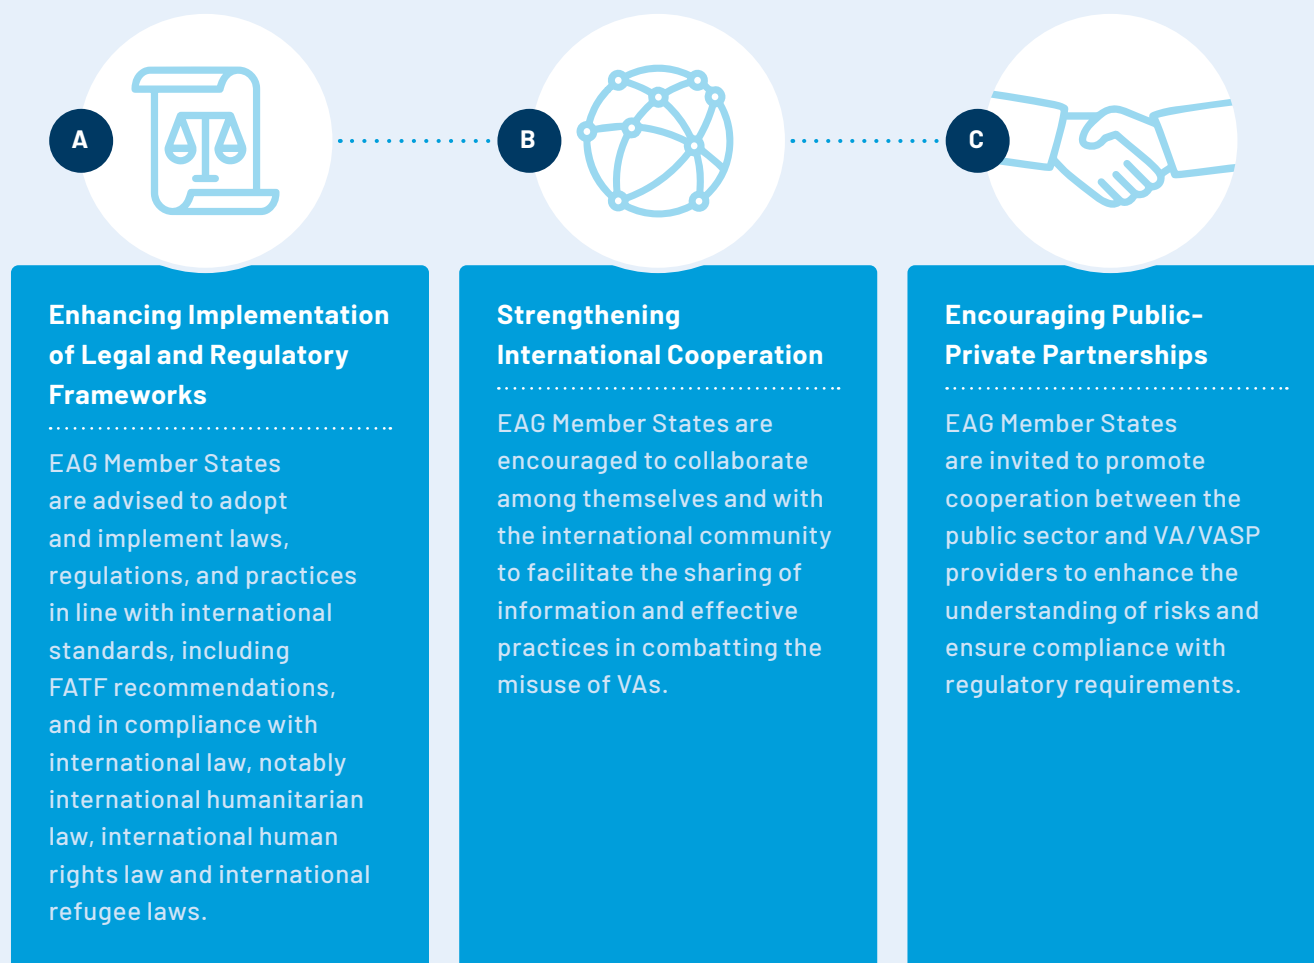 A
Enhancing Implementation
of Legal and Regulatory
Frameworks
EAG Member States
are advised to adopt
and implement laws,
regulations, and practices
in line with international
standards, including
FATF recommendations,
and in compliance with
international law, notably
international humanitarian
law, international human
rights law and international
refugee laws.
B
Strengthening
International Cooperation
EAG Member States are
encouraged to collaborate
among themselves and with
the international community
to facilitate the sharing of
information and effective
practices in combatting the
misuse of VAs.
C
Encouraging Public-
Private Partnerships
EAG Member States
are invited to promote
cooperation between the
public sector and VA/VASP
providers to enhance the
understanding of risks and
ensure compliance with
regulatory requirements.